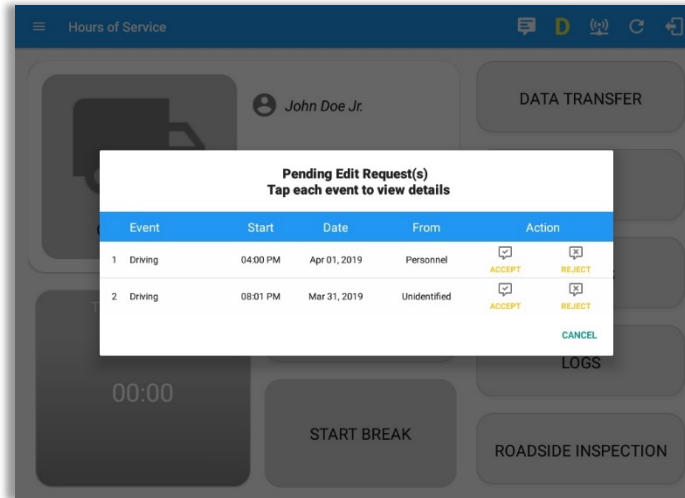 Hours of Service
D
John Doe Jr.
DATA TRANSFER
Pending Edit Request(s)
Tap each event to view details
Event Start Date From Action
1 Driving 04:00 PM Apr 01, 2019 Personnel ACCEPT REJECT
2 Driving 08:01 PM Mar 31, 2019 Unidentified ACCEPT REJECT
CANCEL
LOGS
00:00
START BREAK
ROADSIDE INSPECTION